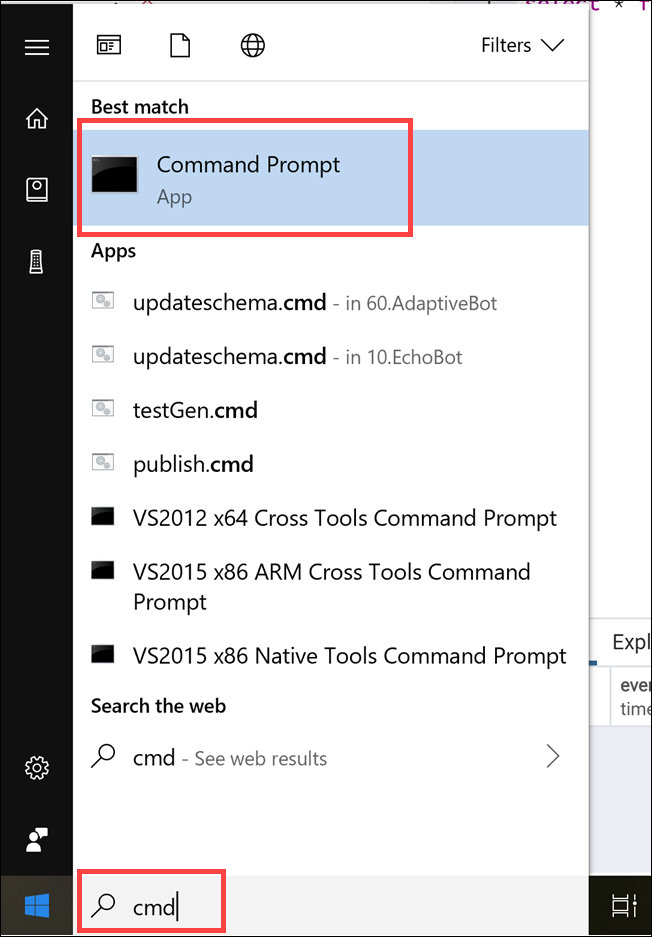 select * f
Filters
Best match
Command Prompt
App
Apps
updateschema.cmd - in 60.AdaptiveBot
updateschema.cmd - in 10.EchoBot
testGen.cmd
publish.cmd
VS2012 x64 Cross Tools Command Prompt
VS2015 x86 ARM Cross Tools Command
Prompt
VS2015 x86 Native Tools Command Prompt
Expl
ever
time
Search the web
cmd - See web results
cmd